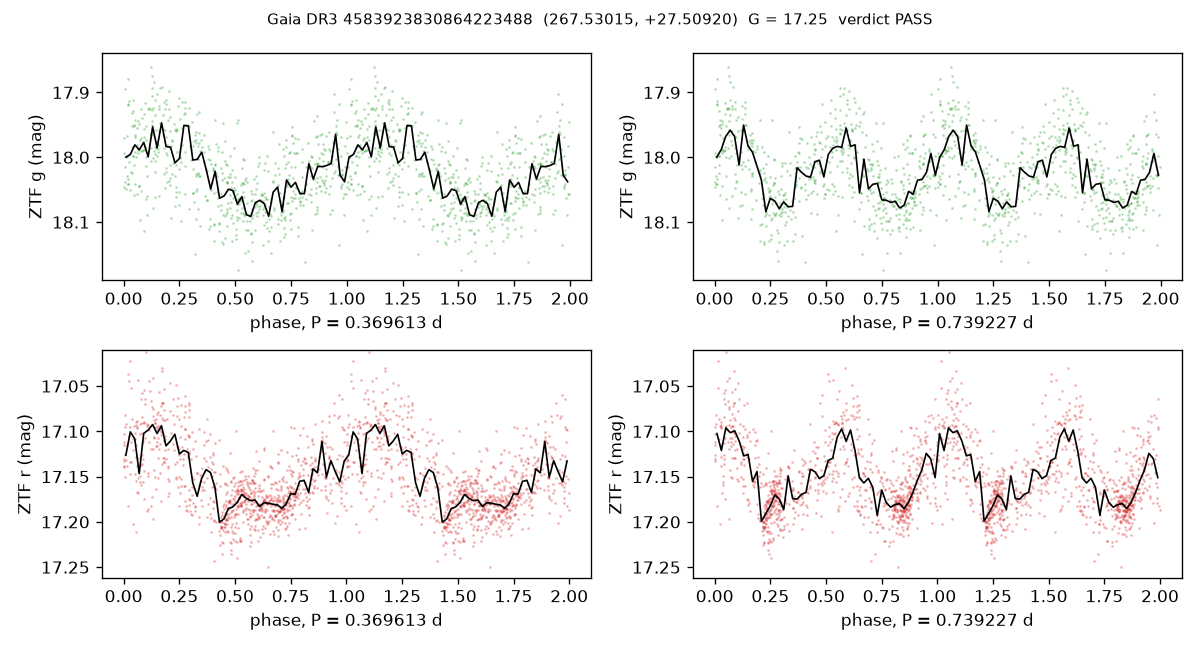 Gaia DR3 4583923830864223488 (267.53015, +27.50920) G = 17.25 verdict PASS
ZTF g (mag)
17.9
18.0
18.1
0.00 0.25 0.50 0.75 1.00 1.25 1.50 1.75 2.00
phase, P = 0.369613 d
ZTF g (mag)
17.9
18.0
18.1
0.00 0.25 0.50 0.75 1.00 1.25 1.50 1.75 2.00
phase, P = 0.739227 d
ZTF r (mag)
17.05
17.10
17.15
17.20
17.25
0.00 0.25 0.50 0.75 1.00 1.25 1.50 1.75 2.00
phase, P = 0.369613 d
ZTF r (mag)
17.05
17.10
17.15
17.20
17.25
0.00 0.25 0.50 0.75 1.00 1.25 1.50 1.75 2.00
phase, P = 0.739227 d